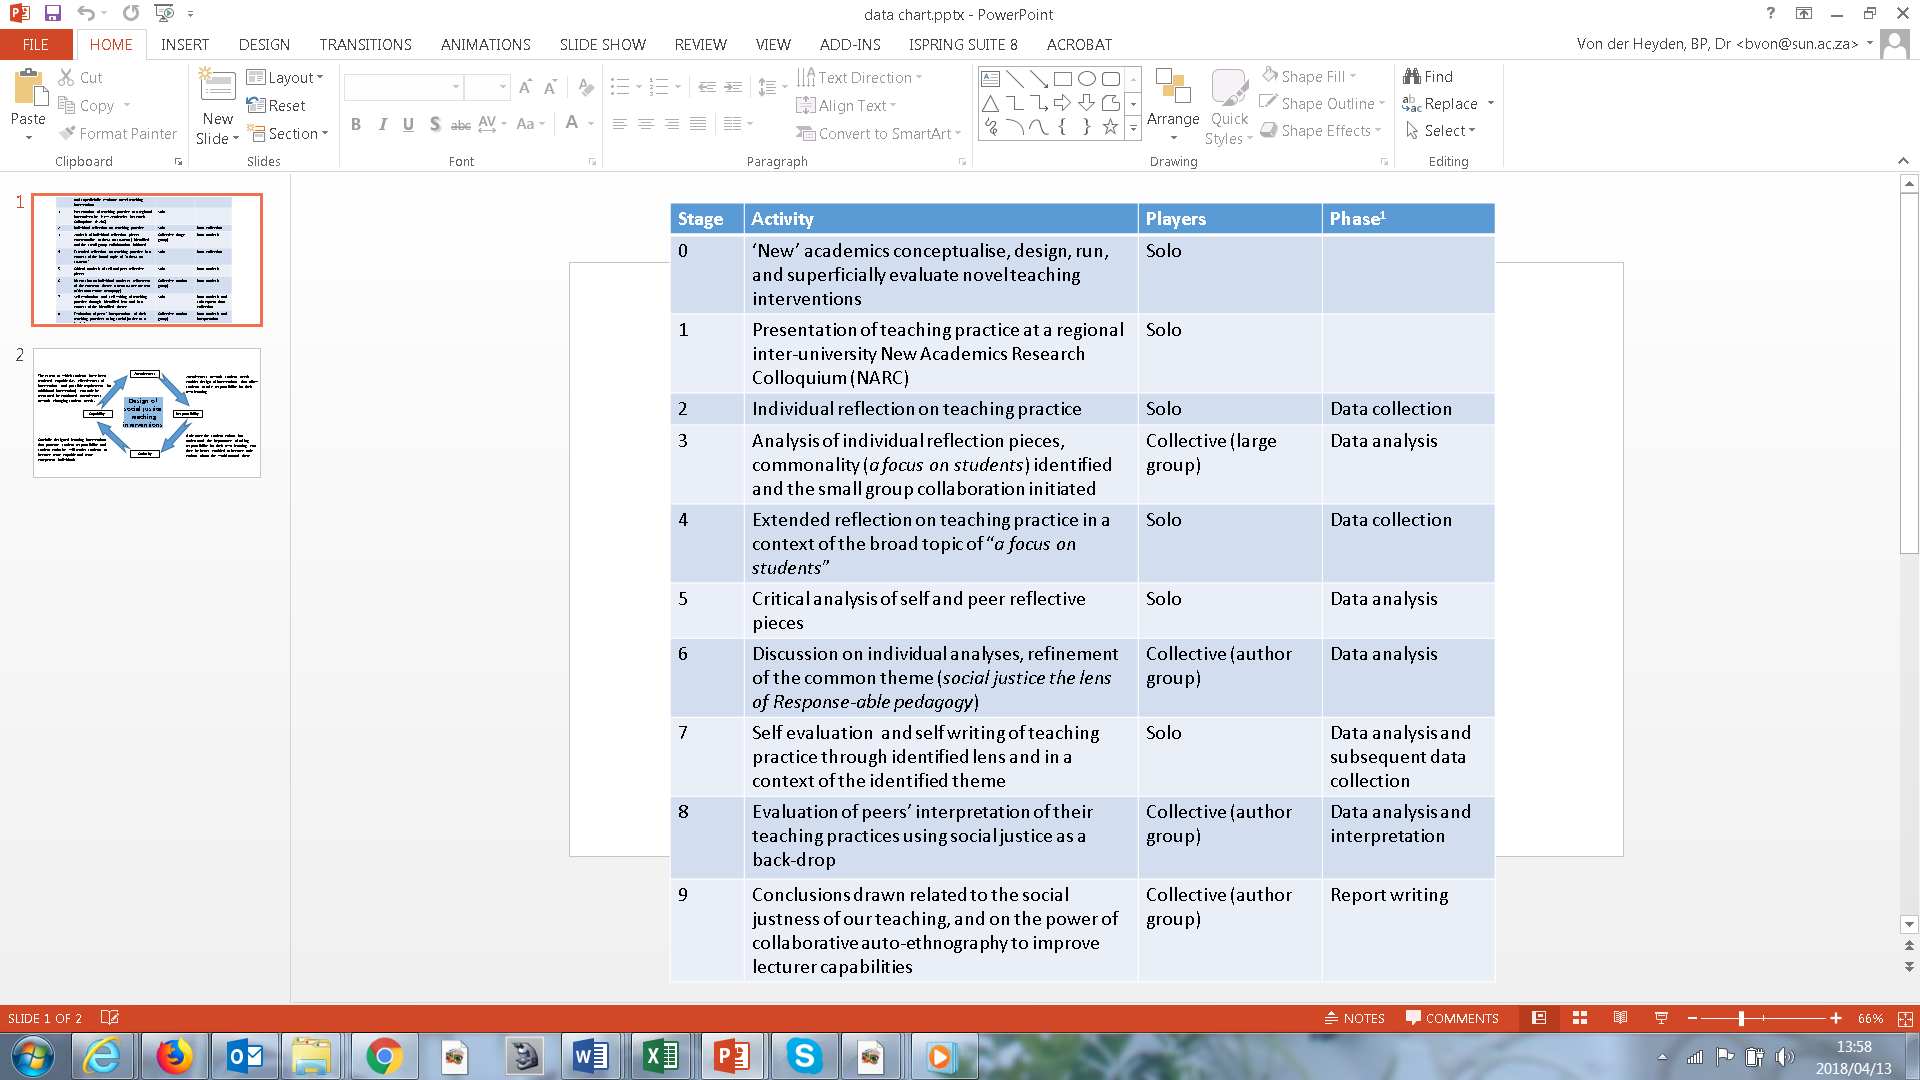 data chart.pptx - PowerPoint
?
FILE
HOME
INSERT
DESIGN
TRANSITIONS
ANIMATIONS
SLIDE SHOW
REVIEW
VIEW
ADD-INS
ISPRING SUITE 8
ACROBAT
Von der Heyden, BP, Dr <bvon@sun.ac.za>
Paste
Cut
Copy
Format Painter
Clipboard
New
Slide
Layout
Reset
Section
Slides
B I U S abc AV Aa A
Font
Text Direction
Align Text
Convert to SmartArt
Paragraph
Arrange
Quick
Styles
Shape Fill
Shape Outline
Shape Effects
Drawing
Find
Replace
Select
Editing
1
2
Design of
social justice
teaching
interventions
Stage Activity Players Phase¹
0 ‘New’ academics conceptualise, design, run, Solo
and superficially evaluate novel teaching
interventions
1 Presentation of teaching practice at a regional Solo
inter-university New Academics Research
Colloquium (NARC)
2 Individual reflection on teaching practice Solo Data collection
3 Analysis of individual reflection pieces, Collective (large Data analysis
commonality (a focus on students) identified group)
and the small group collaboration initiated
4 Extended reflection on teaching practice in a Solo Data collection
context of the broad topic of “a focus on
students”
5 Critical analysis of self and peer reflective Solo Data analysis
pieces
6 Discussion on individual analyses, refinement Collective (author Data analysis
of the common theme (social justice the lens group)
of Response-able pedagogy)
7 Self evaluation and self writing of teaching Solo Data analysis and
practice through identified lens and in a subsequent data
context of the identified theme collection
8 Evaluation of peers’ interpretation of their Collective (author Data analysis and
teaching practices using social justice as a group) interpretation
back-drop
9 Conclusions drawn related to the social Collective (author Report writing
justness of our teaching, and on the power of group)
collaborative auto-ethnography to improve
lecturer capabilities
SLIDE 1 OF 2
NOTES
COMMENTS
66%
13:58
2018/04/13